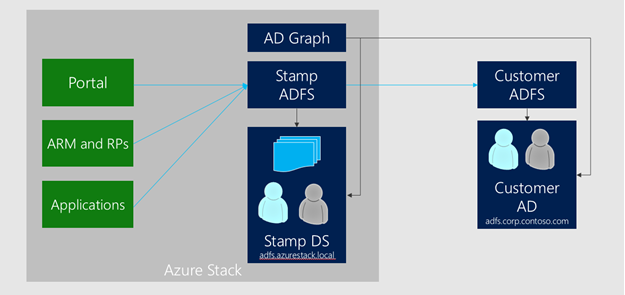 AD Graph
Portal
Stamp
ADFS
Customer
ADFS
ARM and RPs
Applications
Stamp DS
adfs.azurestack.local
Customer
AD
adfs.corp.contoso.com
Azure Stack